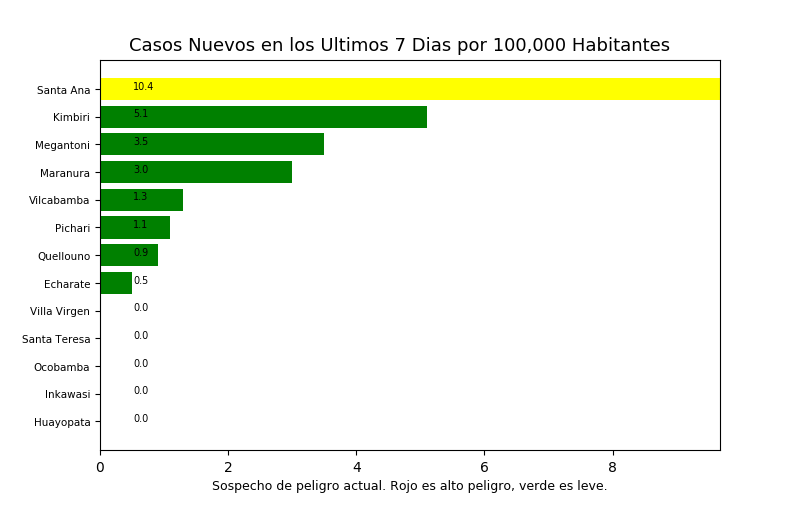 Casos Nuevos en los Ultimos 7 Dias por 100,000 Habitantes
Santa Ana 10.4
Kimbiri 5.1
Megantoni 3.5
Maranura 3.0
Vilcabamba 1.3
Pichari 1.1
Quellouno 0.9
Echarate 0.5
Villa Virgen 0.0
Santa Teresa 0.0
Ocobamba 0.0
Inkawasi 0.0
Huayopata 0.0
0 2 4 6 8
Sospecho de peligro actual. Rojo es alto peligro, verde es leve.